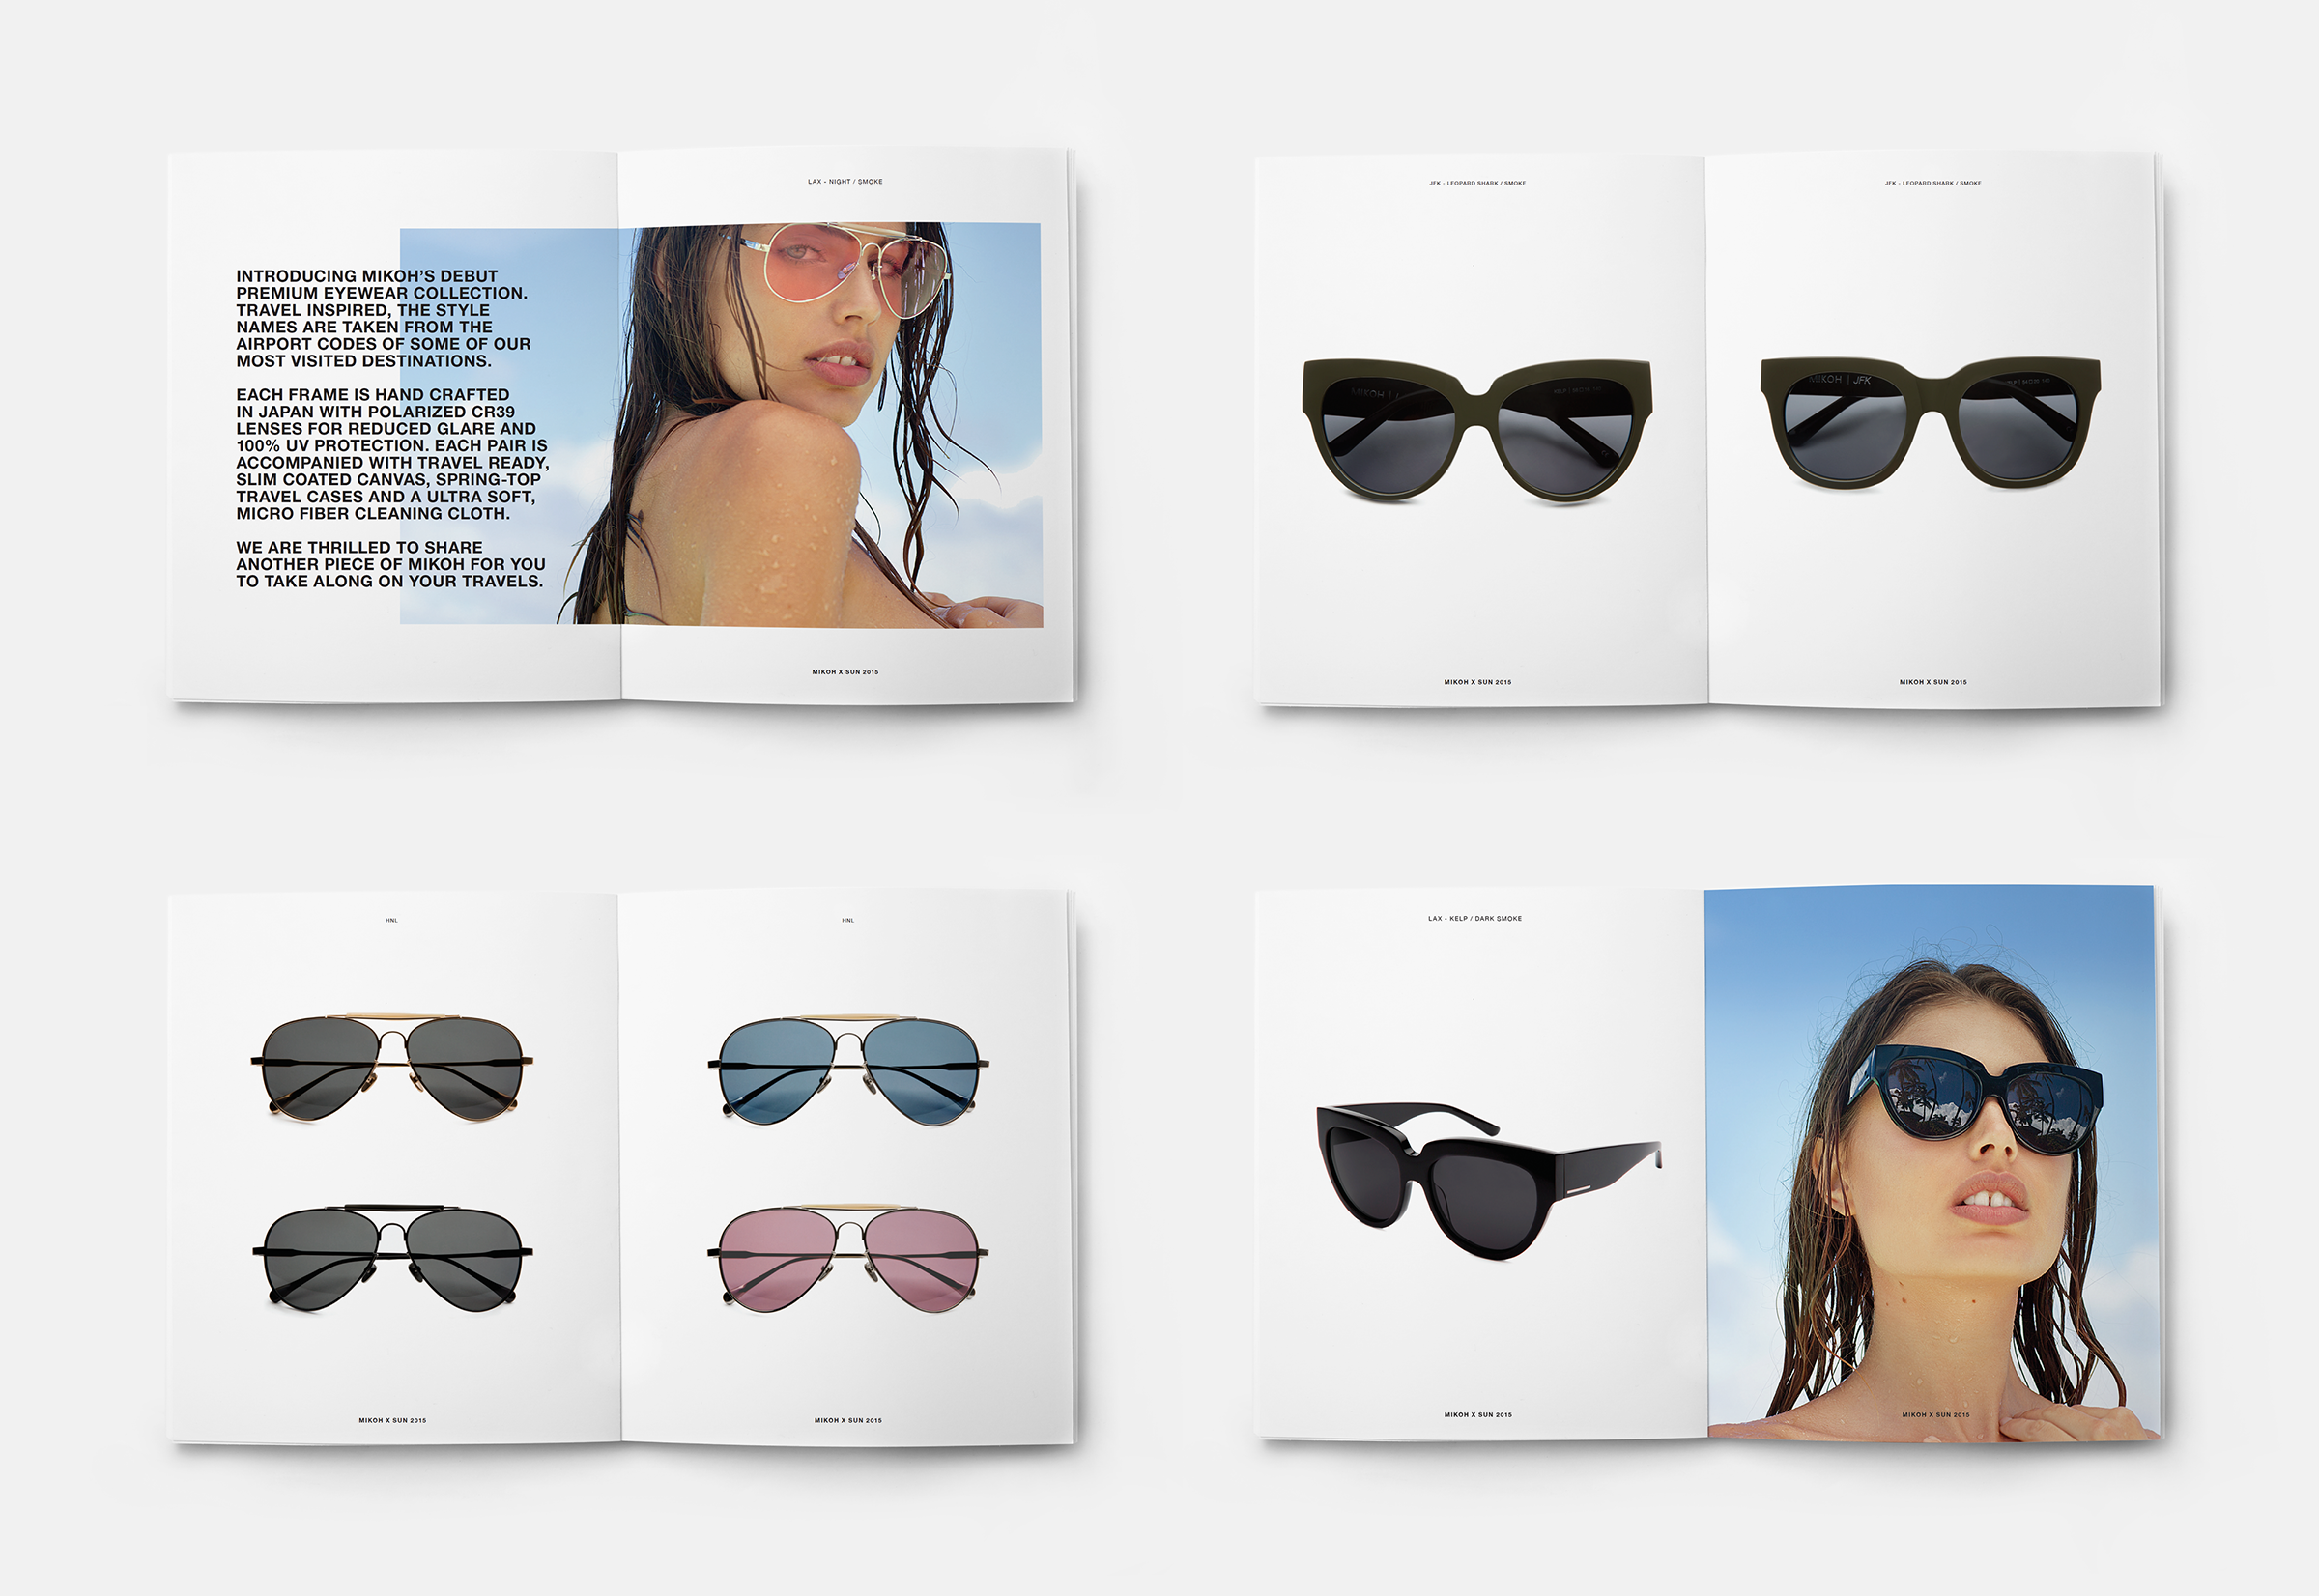 LAX - NIGHT / SMOKE
INTRODUCING MIKOH'S DEBUT
PREMIUM EYEWEAR COLLECTION.
TRAVEL INSPIRED, THE STYLE
NAMES ARE TAKEN FROM THE
AIRPORT CODES OF SOME OF OUR
MOST VISITED DESTINATIONS.
EACH FRAME IS HAND CRAFTED
IN JAPAN WITH POLARIZED CR39
LENSES FOR REDUCED GLARE AND
100% UV PROTECTION. EACH PAIR IS
ACCOMPANIED WITH TRAVEL READY,
SLIM COATED CANVAS, SPRING-TOP
TRAVEL CASES AND A ULTRA SOFT,
MICRO FIBER CLEANING CLOTH.
WE ARE THRILLED TO SHARE
ANOTHER PIECE OF MIKOH FOR YOU
TO TAKE ALONG ON YOUR TRAVELS.
MIKOH X SUN 2015
JFK - LEOPARD SHARK / SMOKE
MIKOH
MIKOH X SUN 2015
JFK - LEOPARD SHARK / SMOKE
MIKOH | JFK
MIKOH X SUN 2015
HNL
MIKOH X SUN 2015
HNL
MIKOH X SUN 2015
LAX - KELP / DARK SMOKE
MIKOH X SUN 2015
MIKOH X SUN 2015